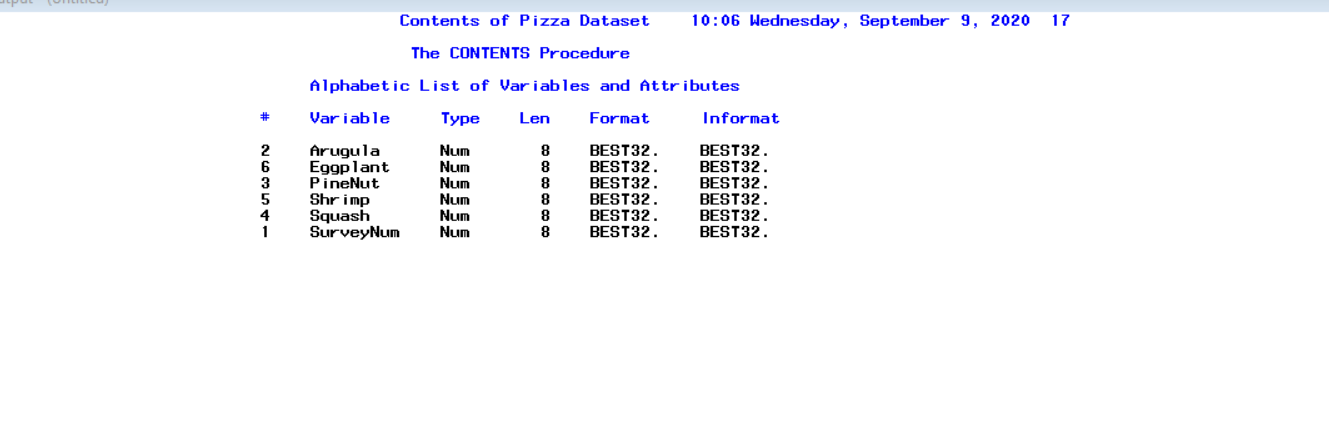 (Untitled)
Contents of Pizza Dataset 10:06 Wednesday, September 9, 2020 17
The CONTENTS Procedure
Alphabetic List of Variables and Attributes
# Variable Type Len Format Informat
2 Arugula Num 8 BEST32. BEST32.
6 Eggplant Num 8 BEST32. BEST32.
3 PineNut Num 8 BEST32. BEST32.
5 Shrimp Num 8 BEST32. BEST32.
4 Squash Num 8 BEST32. BEST32.
1 SurveyNum Num 8 BEST32. BEST32.